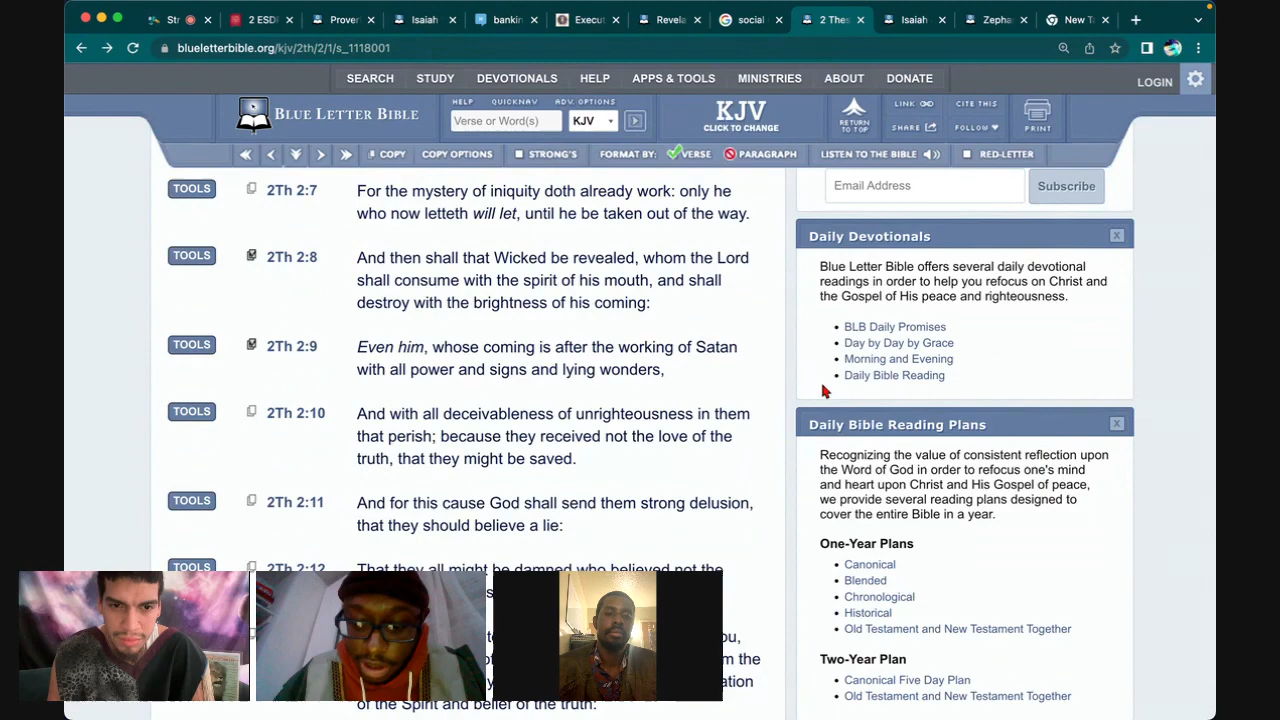 Str
2 ESDI
Prover
Isaiah
bankin
Execut
Revela
social
2 Thes
Isaiah
Zepha
New T
blueletterbible.org/kjv/2th/2/1/s_1118001
SEARCH STUDY DEVOTIONALS HELP APPS & TOOLS MINISTRIES ABOUT DONATE
LOGIN
BLUE LETTER BIBLE
HELP QUICKNAV ADV. OPTIONS
Verse or Word(s) KJV
KJV
CLICK TO CHANGE
RETURN
TO TOP
LINK CITE THIS
SHARE FOLLOW
PRINT
COPY COPY OPTIONS STRONG'S FORMAT BY: VERSE PARAGRAPH LISTEN TO THE BIBLE RED-LETTER
TOOLS 2Th 2:7 For the mystery of iniquity doth already work: only he
who now letteth will let, until he be taken out of the way.
TOOLS 2Th 2:8 And then shall that Wicked be revealed, whom the Lord
shall consume with the spirit of his mouth, and shall
destroy with the brightness of his coming:
TOOLS 2Th 2:9 Even him, whose coming is after the working of Satan
with all power and signs and lying wonders,
TOOLS 2Th 2:10 And with all deceivableness of unrighteousness in them
that perish; because they received not the love of the
truth, that they might be saved.
TOOLS 2Th 2:11 And for this cause God shall send them strong delusion,
that they should believe a lie:
TOOLS 2Th 2:12 That they all might be damned who believed not the
you,
the
of the Spirit and belief of the truth:
Email Address Subscribe
Daily Devotionals
Blue Letter Bible offers several daily devotional
readings in order to help you refocus on Christ and
the Gospel of His peace and righteousness.
BLB Daily Promises
Day by Day by Grace
Morning and Evening
Daily Bible Reading
Daily Bible Reading Plans
Recognizing the value of consistent reflection upon
the Word of God in order to refocus one's mind
and heart upon Christ and His Gospel of peace,
we provide several reading plans designed to
cover the entire Bible in a year.
One-Year Plans
Canonical
Blended
Chronological
Historical
Old Testament and New Testament Together
Two-Year Plan
Canonical Five Day Plan
Old Testament and New Testament Together